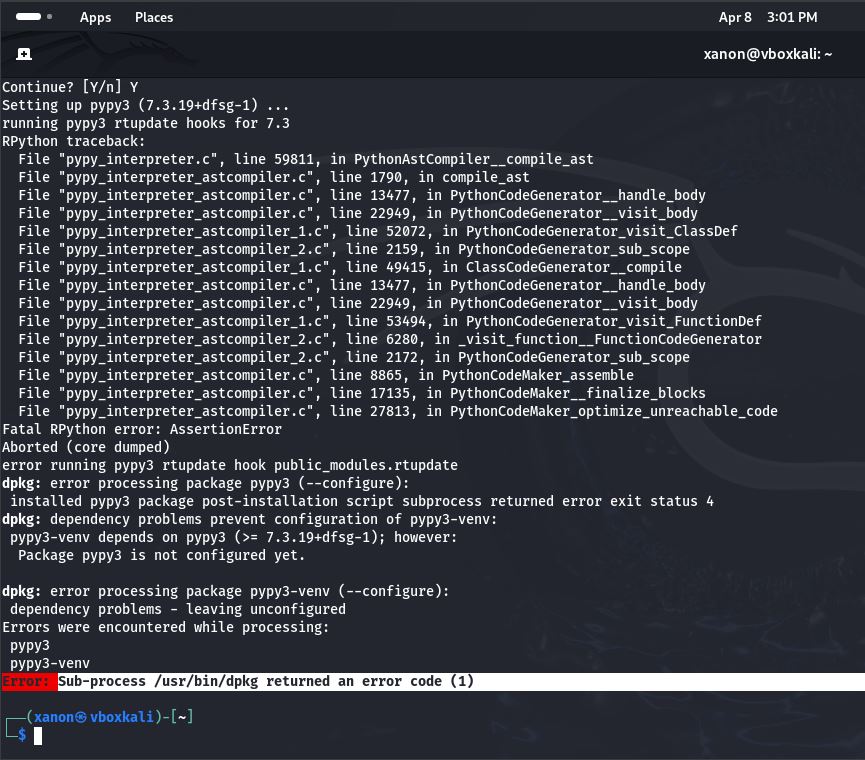 Apps Places Apr 8 3:01 PM
xanon@vboxkali: ~
Continue? [Y/n] Y
Setting up pypy3 (7.3.19+dfsg-1) ...
running pypy3 rtupdate hooks for 7.3
RPython traceback:
  File "pypy_interpreter.c", line 59811, in PythonAstCompiler__compile_ast
  File "pypy_interpreter_astcompiler.c", line 1790, in compile_ast
  File "pypy_interpreter_astcompiler.c", line 13477, in PythonCodeGenerator__handle_body
  File "pypy_interpreter_astcompiler.c", line 22949, in PythonCodeGenerator__visit_body
  File "pypy_interpreter_astcompiler_1.c", line 52072, in PythonCodeGenerator_visit_ClassDef
  File "pypy_interpreter_astcompiler_2.c", line 2159, in PythonCodeGenerator_sub_scope
  File "pypy_interpreter_astcompiler_1.c", line 49415, in ClassCodeGenerator__compile
  File "pypy_interpreter_astcompiler.c", line 13477, in PythonCodeGenerator__handle_body
  File "pypy_interpreter_astcompiler.c", line 22949, in PythonCodeGenerator__visit_body
  File "pypy_interpreter_astcompiler_1.c", line 53494, in PythonCodeGenerator_visit_FunctionDef
  File "pypy_interpreter_astcompiler_2.c", line 6280, in _visit_function__FunctionCodeGenerator
  File "pypy_interpreter_astcompiler_2.c", line 2172, in PythonCodeGenerator_sub_scope
  File "pypy_interpreter_astcompiler.c", line 8865, in PythonCodeMaker_assemble
  File "pypy_interpreter_astcompiler.c", line 17135, in PythonCodeMaker__finalize_blocks
  File "pypy_interpreter_astcompiler.c", line 27813, in PythonCodeMaker_optimize_unreachable_code
Fatal RPython error: AssertionError
Aborted (core dumped)
error running pypy3 rtupdate hook public_modules.rtupdate
dpkg: error processing package pypy3 (--configure):
 installed pypy3 package post-installation script subprocess returned error exit status 4
dpkg: dependency problems prevent configuration of pypy3-venv:
 pypy3-venv depends on pypy3 (>= 7.3.19+dfsg-1); however:
  Package pypy3 is not configured yet.
dpkg: error processing package pypy3-venv (--configure):
 dependency problems - leaving unconfigured
Errors were encountered while processing:
 pypy3
 pypy3-venv
Error: Sub-process /usr/bin/dpkg returned an error code (1)
┌──(xanon㉿vboxkali)-[~]
└─$